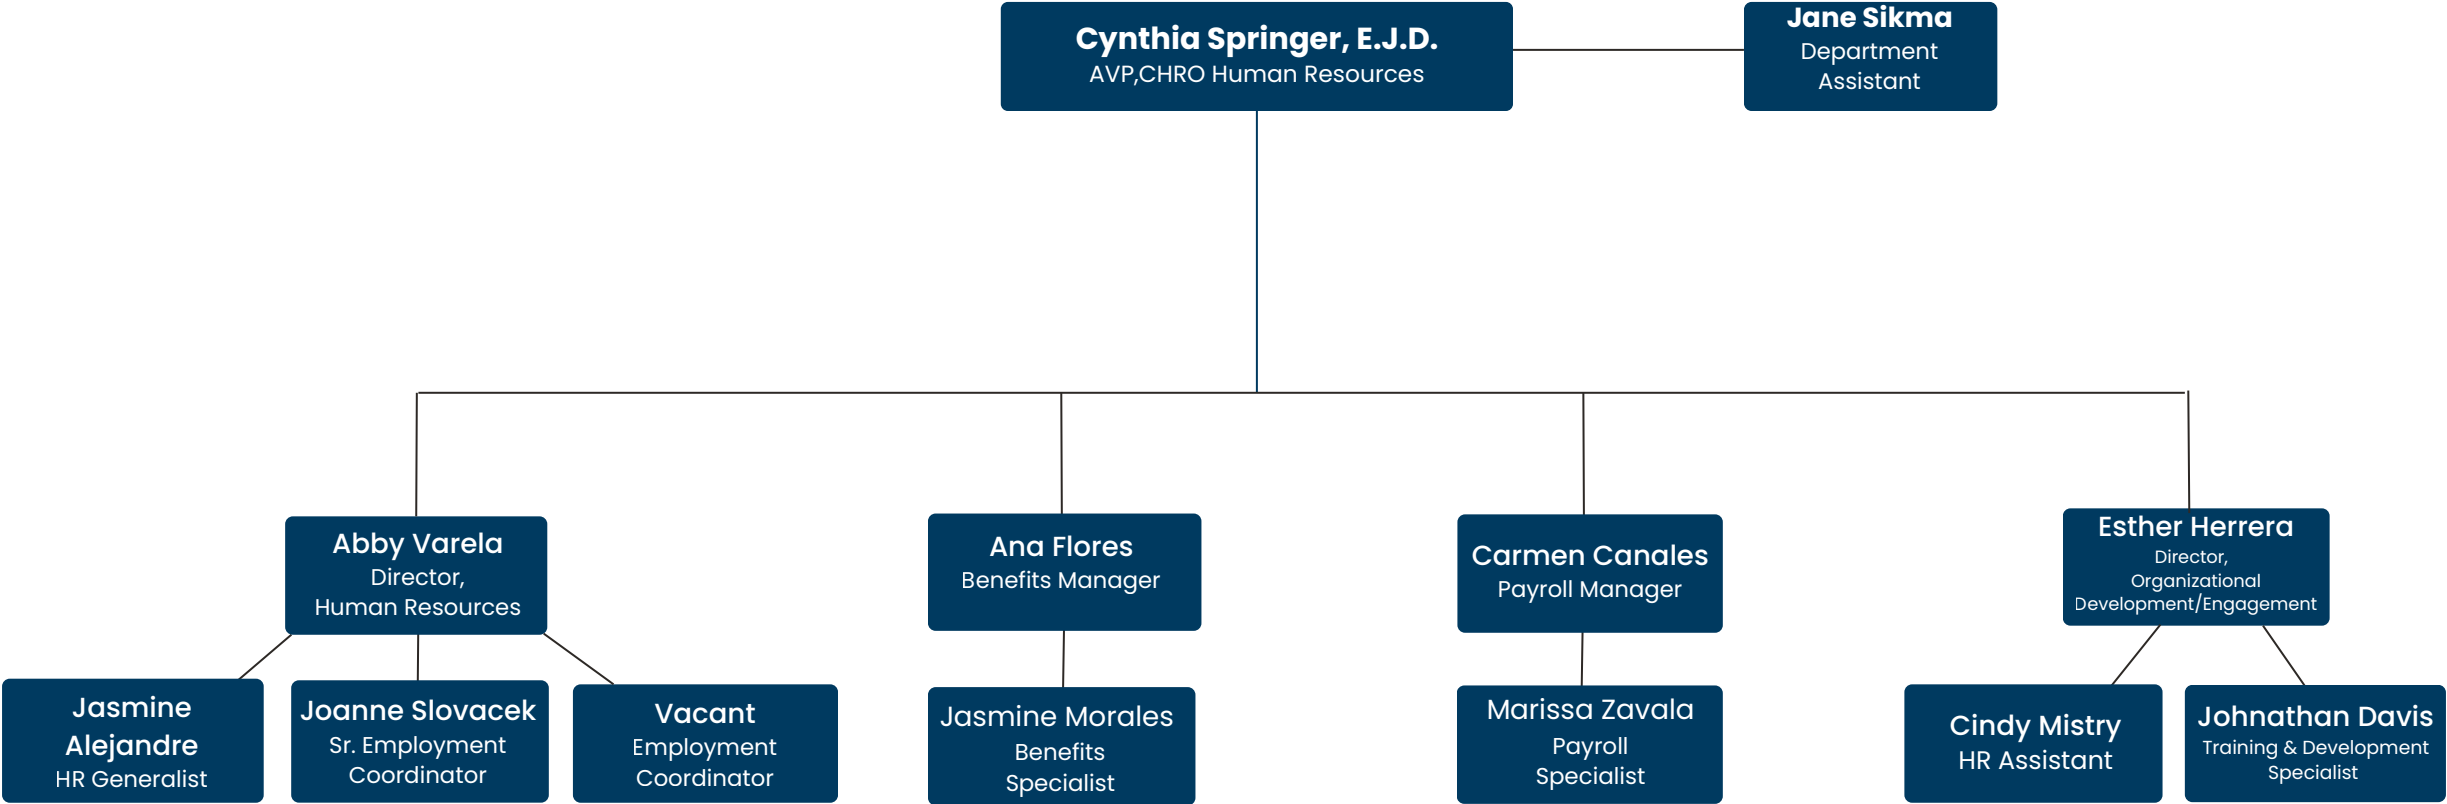 Cynthia Springer, E.J.D.
AVP,CHRO Human Resources
Jane Sikma
Department
Assistant
Abby Varela
Director,
Human Resources
Ana Flores
Benefits Manager
Carmen Canales
Payroll Manager
Esther Herrera
Director,
Organizational
Development/Engagement
Jasmine
Alejandre
HR Generalist
Joanne Slovacek
Sr. Employment
Coordinator
Vacant
Employment
Coordinator
Jasmine Morales
Benefits
Specialist
Marissa Zavala
Payroll
Specialist
Cindy Mistry
HR Assistant
Johnathan Davis
Training & Development
Specialist